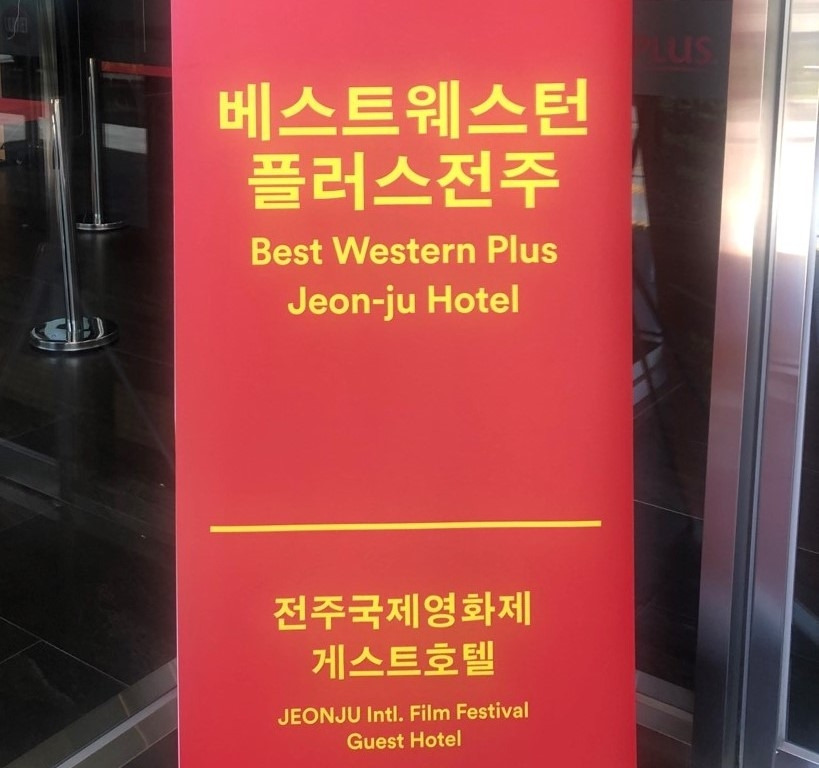 PLUS
베스트웨스턴
플러스전주
Best Western Plus
Jeon-ju Hotel
전주국제영화제
게스트호텔
JEONJU Intl. Film Festival
Guest Hotel